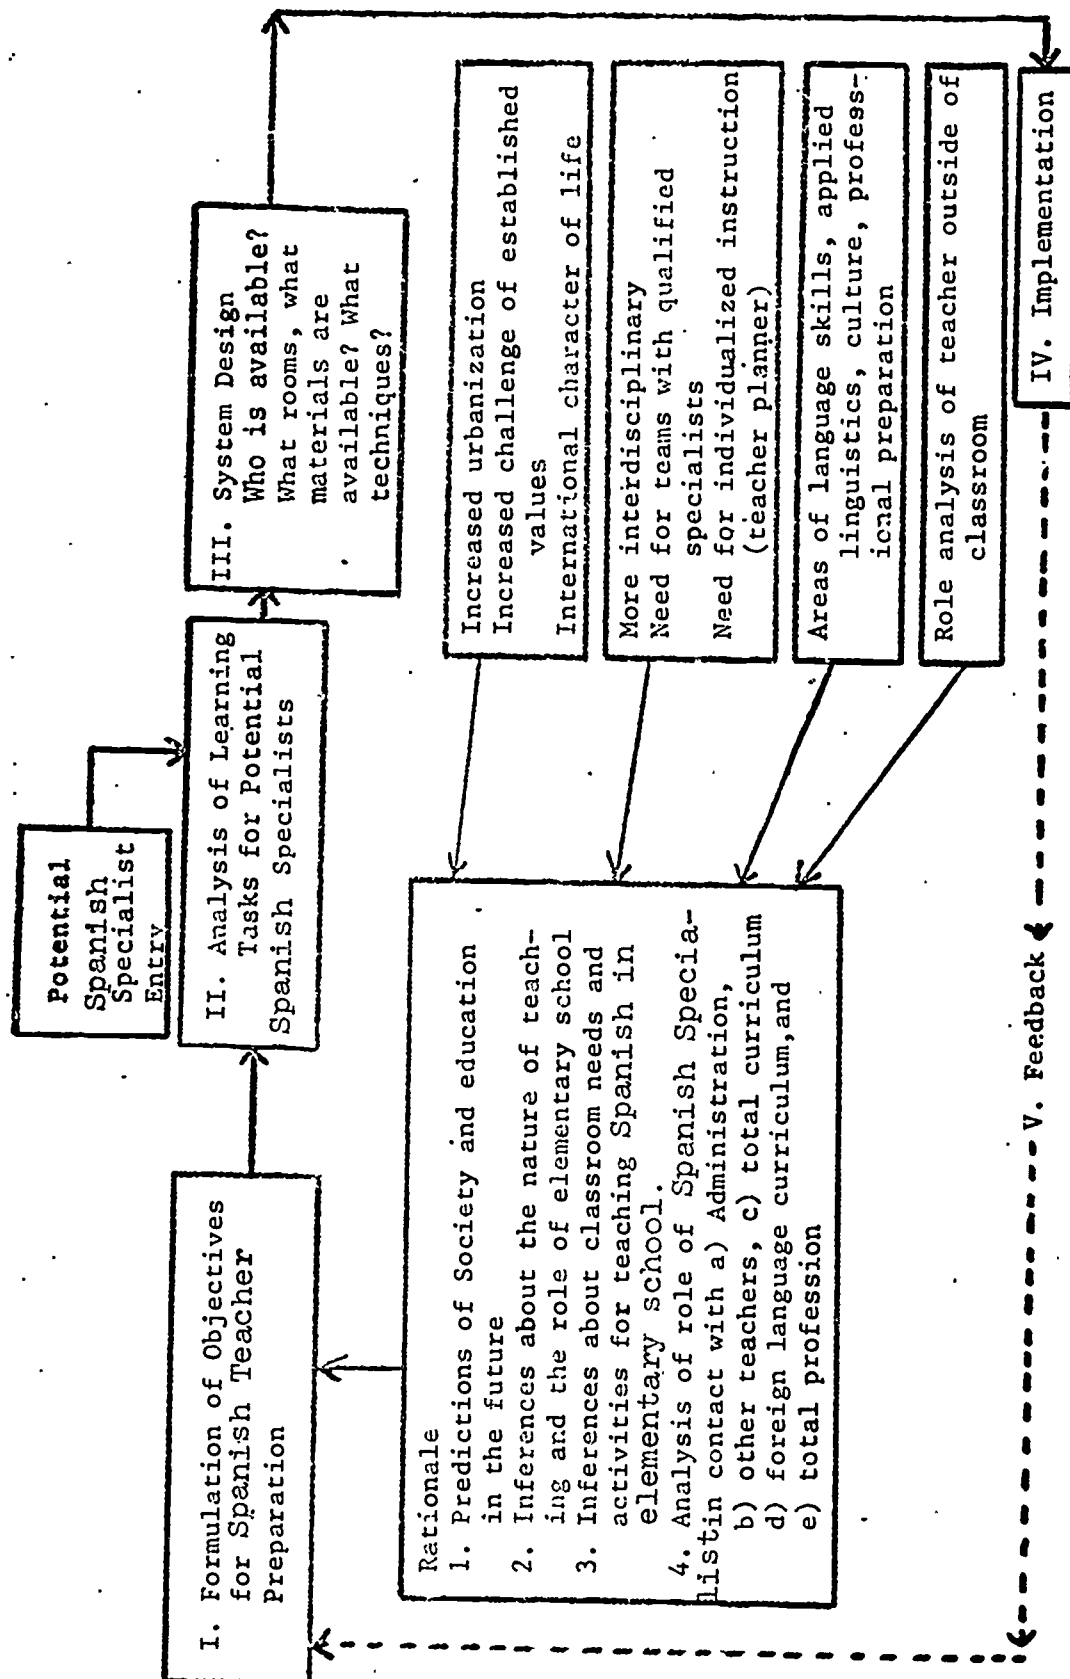 I. Formulation of Objectives
for Spanish Teacher
Preparation
Potential
Spanish
Specialist
Entry
II. Analysis of Learning
Tasks for Potential
Spanish Specialists
III. System Design
Who is available?
What rooms, what
materials are
available? What
techniques?
Rationale
1. Predictions of Society and education
in the future
2. Inferences about the nature of teach-
ing and the role of elementary school
3. Inferences about classroom needs and
activities for teaching Spanish in
elementary school.
4. Analysis of role of Spanish Specia-
listin contact with a) Administration,
b) other teachers, c) total curriculum
d) foreign language curriculum,and
e) total profession
Increased urbanization
Increased challenge of established
values
International character of life
More interdisciplinary
Need for teams with qualified
specialists
Need for individualized instruction
(teacher planner)
Areas of language skills, applied
linguistics, culture, profess-
ional preparation
Role analysis of teacher outside of
classroom
IV. Implementation
V. Feedback